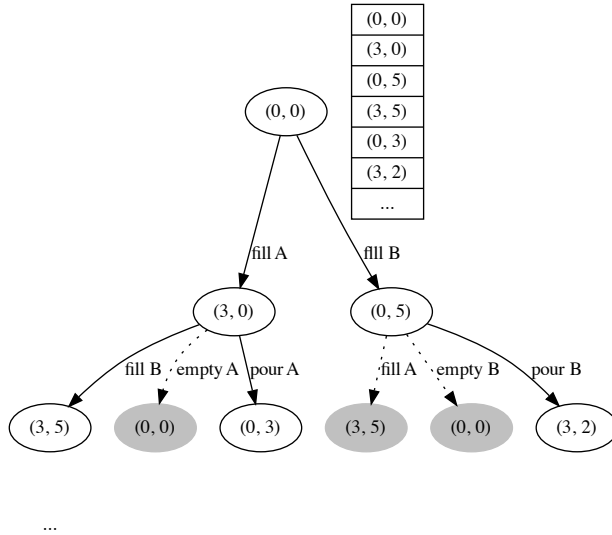 (0, 0)
(3, 0)
(0, 5)
(3, 5)
(0, 3)
(3, 2)
...
(0, 0)
fill A
flll B
(3, 0)
(0, 5)
fill B
empty A
pour A
fill A
empty B
pour B
(3, 5)
(0, 0)
(0, 3)
(3, 5)
(0, 0)
(3, 2)
...